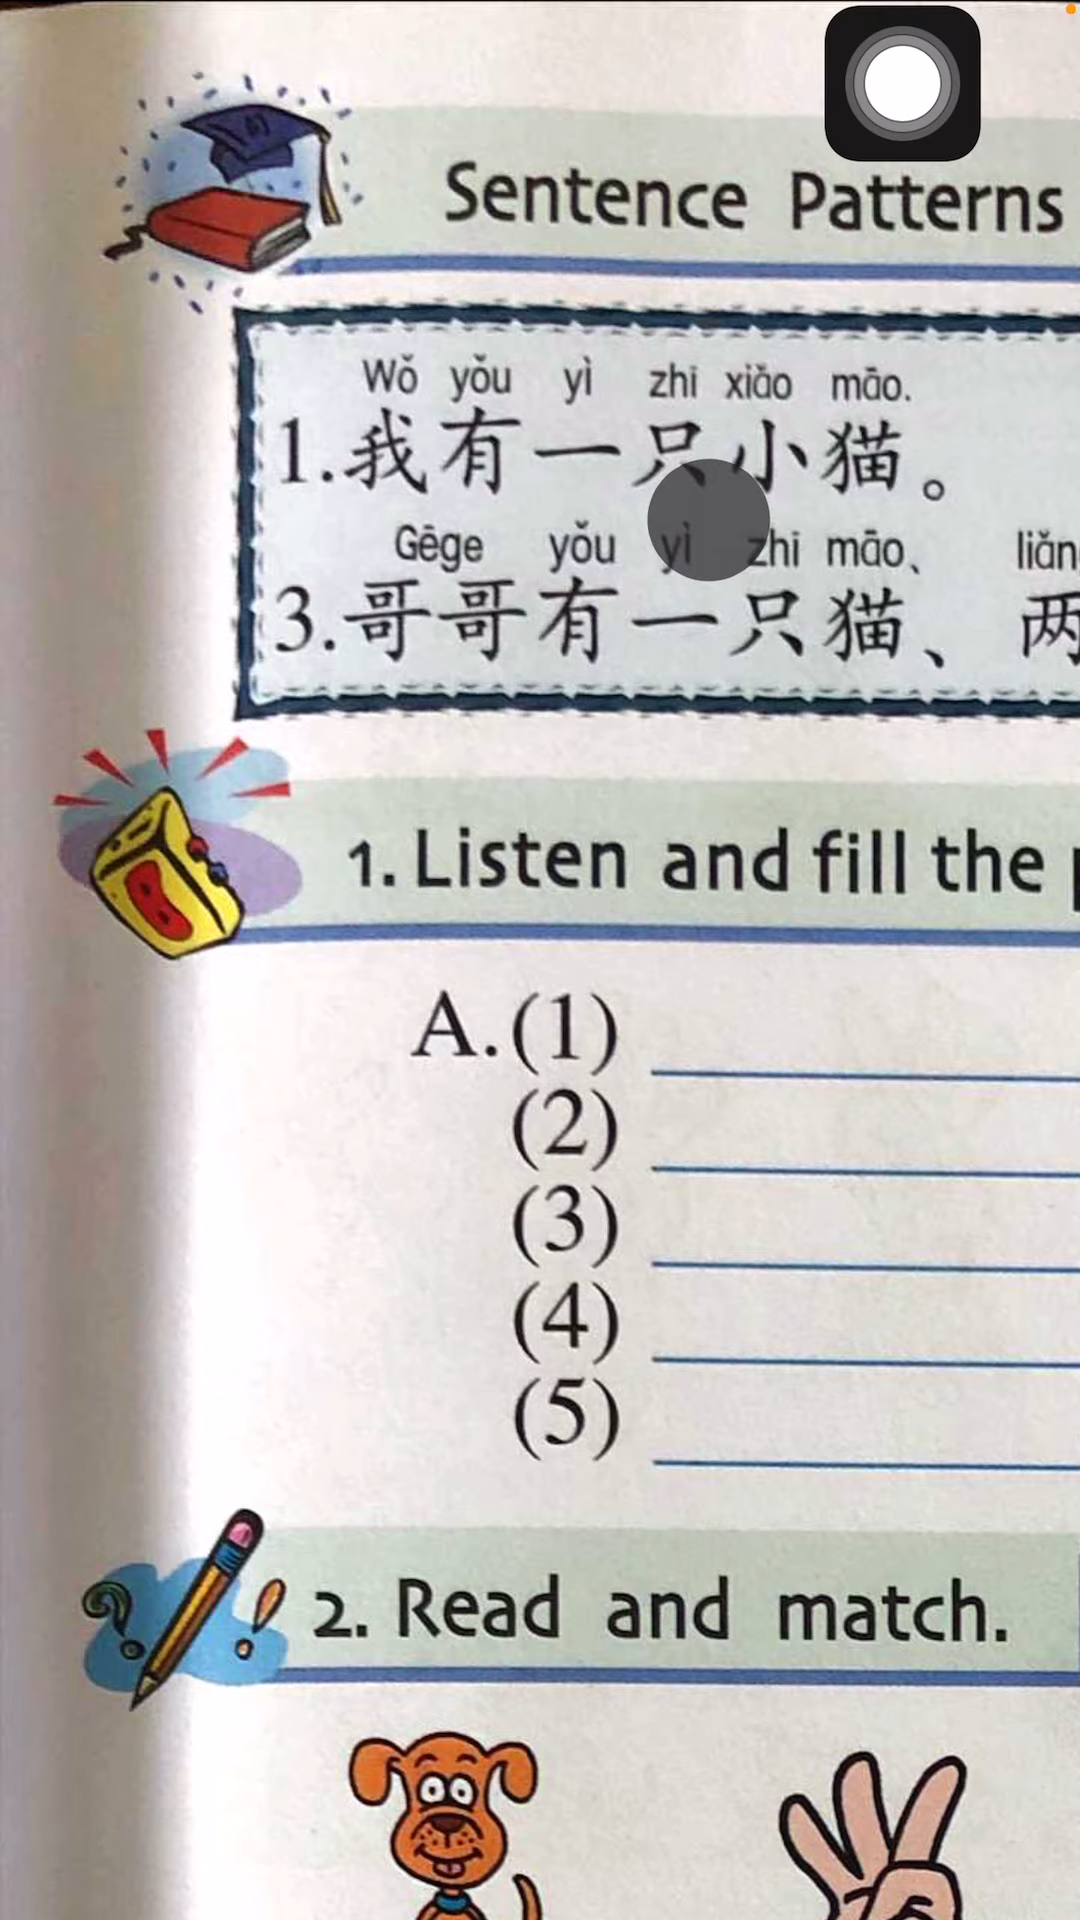 Sentence Patterns
Wǒ yǒu yì zhī xiǎo māo.
1.我有一只小猫。
Gēge yǒu yì zhī māo、 liǎn
3.哥哥有一只猫、 两
1. Listen and fill the
A.(1)
(2)
(3)
(4)
(5)
2. Read and match.